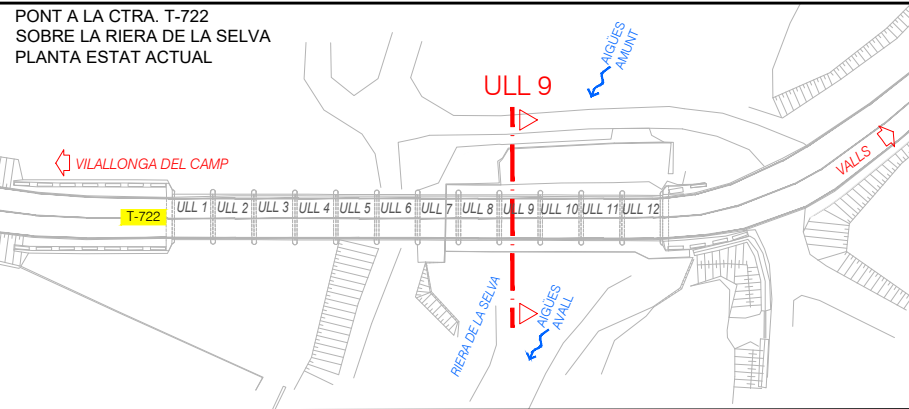 PONT A LA CTRA. T-722
SOBRE LA RIERA DE LA SELVA
PLANTA ESTAT ACTUAL
AIGÜES
AMUNT
ULL 9
VILALLONGA DEL CAMP
VALLS
T-722
ULL 1
ULL 2
ULL 3
ULL 4
ULL 5
ULL 6
ULL 7
ULL 8
ULL 9
ULL 10
ULL 11
ULL 12
RIERA DE LA SELVA
AIGÜES
AVALL